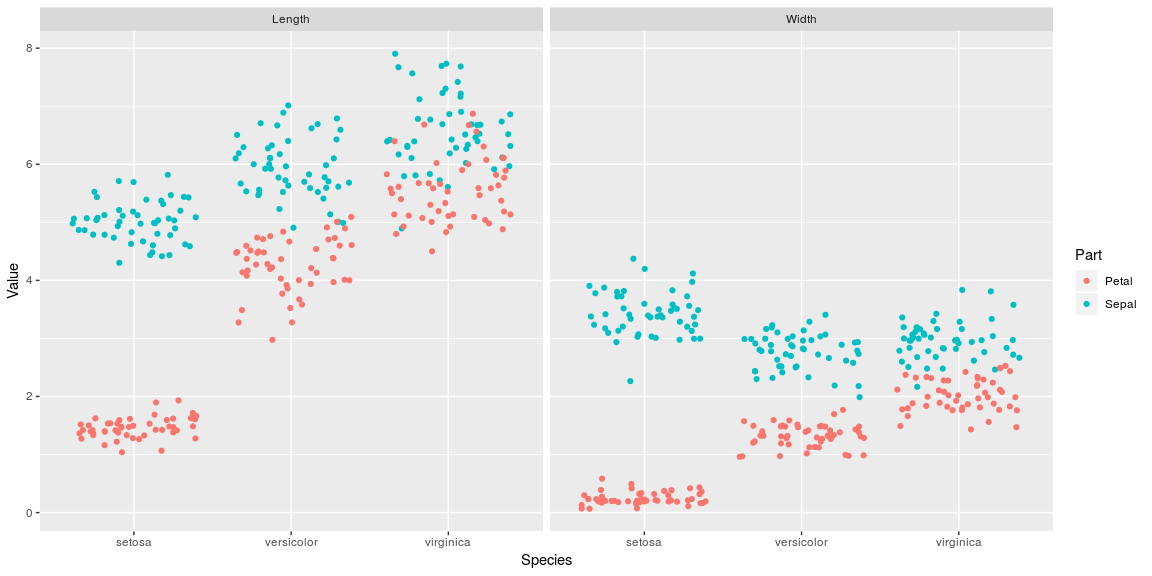 Length
Width
Value
8
6
4
2
0
setosa
versicolor
virginica
setosa
versicolor
virginica
Species
Part
Petal
Sepal